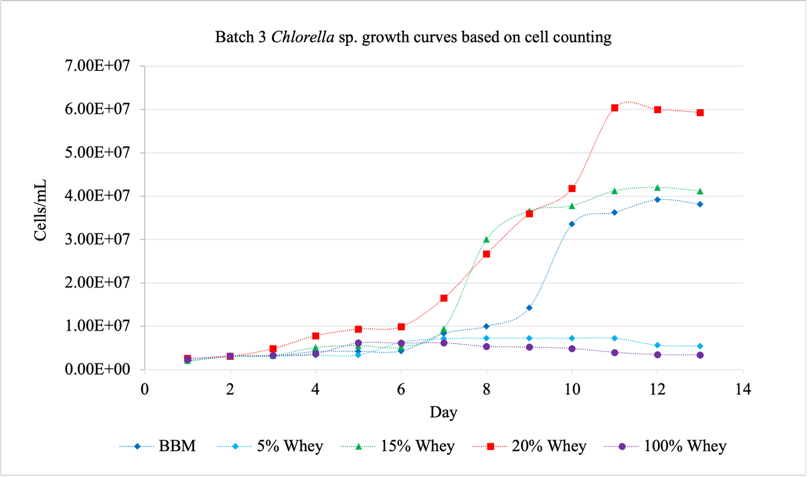 Batch 3 Chlorella sp. growth curves based on cell counting
7.00E+07
6.00E+07
5.00E+07
4.00E+07
3.00E+07
2.00E+07
1.00E+07
0.00E+00
Cells/mL
0 2 4 6 8 10 12 14
Day
BBM 5% Whey 15% Whey 20% Whey 100% Whey